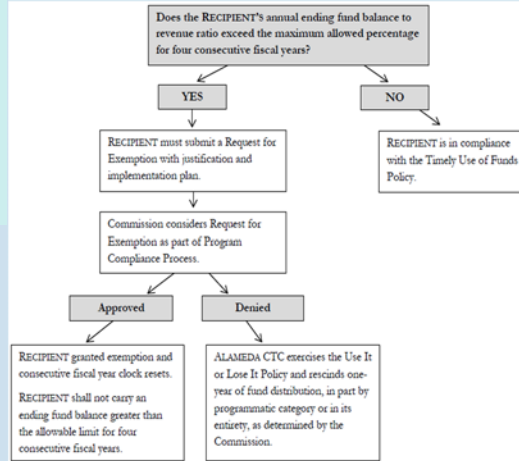 Does the RECIPIENT'S annual ending fund balance to
revenue ratio exceed the maximum allowed percentage
for four consecutive fiscal years?
YES
NO
RECIPIENT must submit a Request for
Exemption with justification and
implementation plan.
RECIPIENT is in compliance
with the Timely Use of Funds
Policy.
Commission considers Request for
Exemption as part of Program
Compliance Process.
Approved
Denied
RECIPIENT granted exemption and
consecutive fiscal year clock resets.
RECIPIENT shall not carry an
ending fund balance greater than
the allowable limit for four
consecutive fiscal years.
ALAMEDA CTC exercises the Use It
or Lose It Policy and rescinds one-
year of fund distribution, in part by
programmatic category or in its
entirety, as determined by the
Commission.